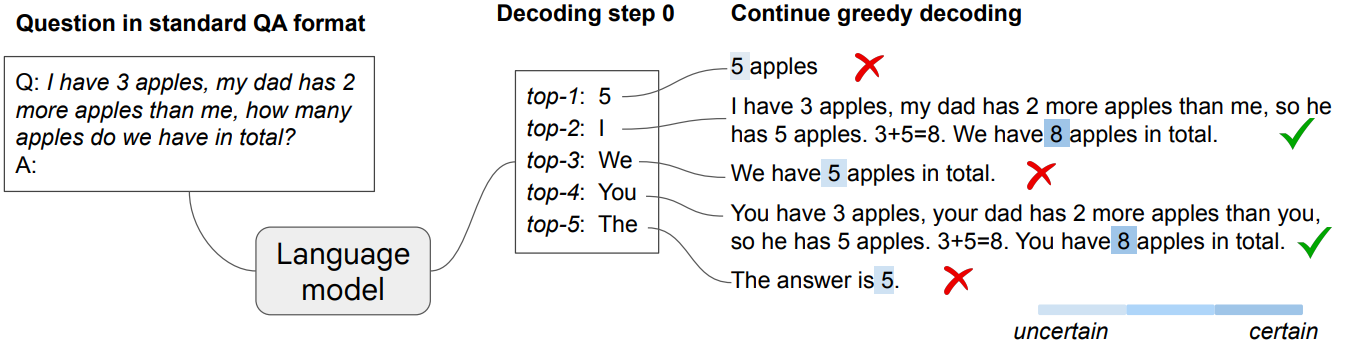 Question in standard QA format
Q: I have 3 apples, my dad has 2
more apples than me, how many
apples do we have in total?
A:
Language
model
Decoding step 0
top-1: 5
top-2: I
top-3: We
top-4: You
top-5: The
Continue greedy decoding
5 apples
I have 3 apples, my dad has 2 more apples than me, so he
has 5 apples. 3+5=8. We have 8 apples in total.
We have 5 apples in total.
You have 3 apples, your dad has 2 more apples than you,
so he has 5 apples. 3+5=8. You have 8 apples in total.
The answer is 5.
uncertain
certain